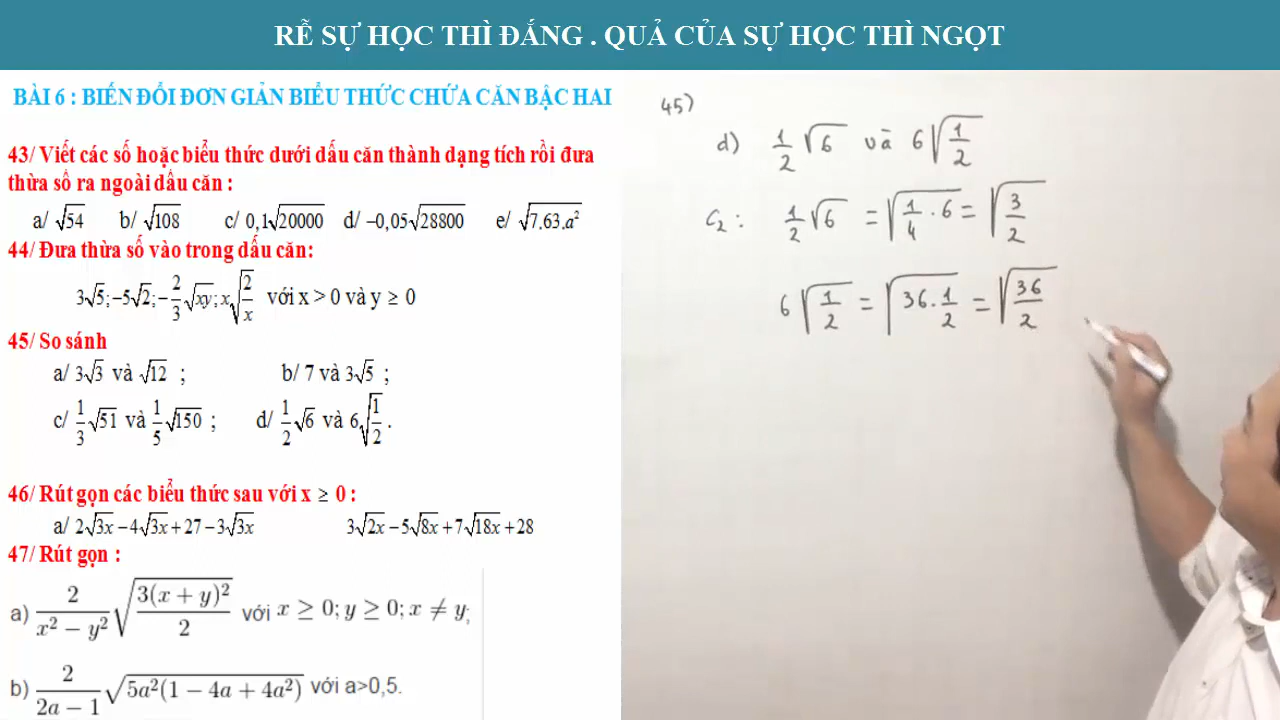 RỄ SỰ HỌC THÌ ĐẮNG . QUẢ CỦA SỰ HỌC THÌ NGỌT
BÀI 6 : BIẾN ĐỔI ĐƠN GIẢN BIỂU THỨC CHỨA CĂN BẬC HAI
43/ Viết các số hoặc biểu thức dưới dấu căn thành dạng tích rồi đưa
thừa số ra ngoài dấu căn :
a/ √54 b/ √108 c/ 0,1√20000 d/ −0,05√28800 e/ √(7.63.a²)
44/ Đưa thừa số vào trong dấu căn:
3√5; −5√2; −2/3 √xy; x√(2/x) với x > 0 và y ≥ 0
45/ So sánh
a/ 3√3 và √12 ; b/ 7 và 3√5 ;
c/ 1/3 √51 và 1/5 √150 ; d/ 1/2 √6 và 6√(1/2) .
46/ Rút gọn các biểu thức sau với x ≥ 0 :
a/ 2√3x − 4√3x + 27 − 3√3x 3√2x − 5√8x + 7√18x + 28
47/ Rút gọn :
a) 2/(x² − y²) √(3(x + y)²/2) với x ≥ 0; y ≥ 0; x ≠ y;
b) 2/(2a − 1) √(5a²(1 − 4a + 4a²)) với a>0,5.
45)
d) 1/2 √6 và 6√(1/2)
C₂ : 1/2 √6 = √(1/4 . 6) = √(3/2)
6√(1/2) = √(36 . 1/2) = √(36/2)